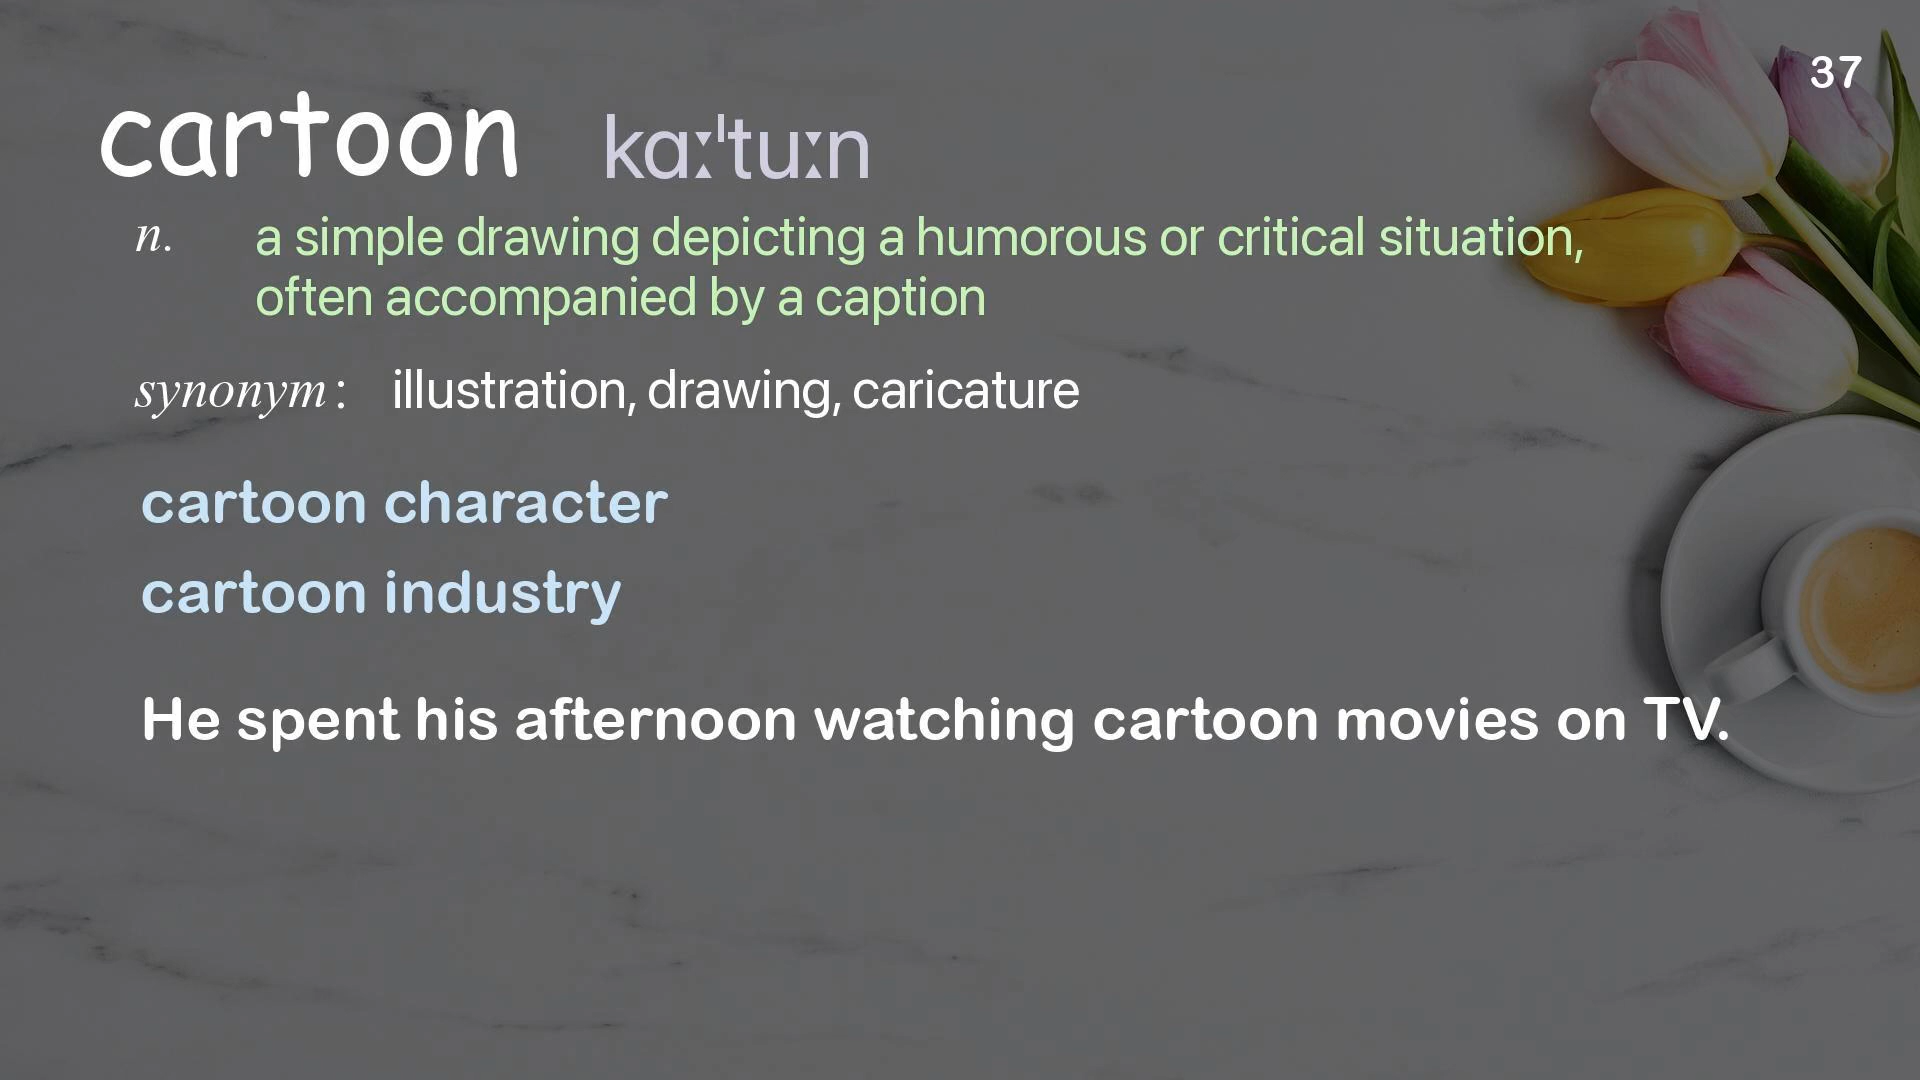 37
cartoon kɑːˈtuːn
n. a simple drawing depicting a humorous or critical situation,
often accompanied by a caption
synonym: illustration, drawing, caricature
cartoon character
cartoon industry
He spent his afternoon watching cartoon movies on TV.